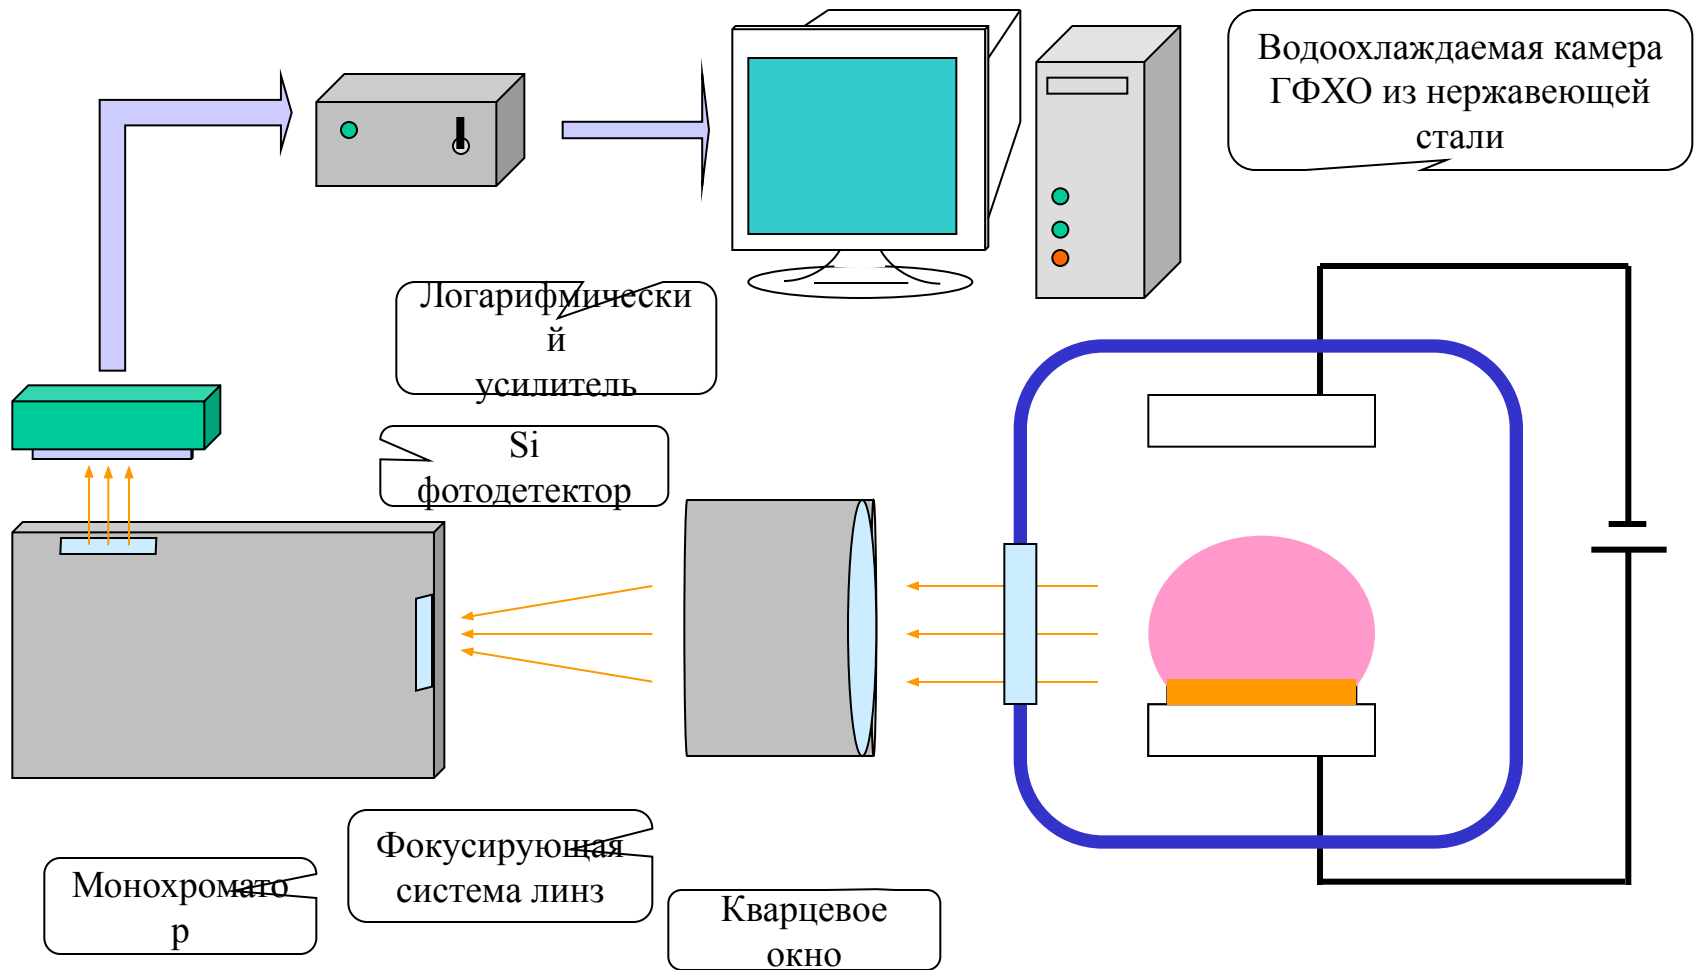 Водоохлаждаемая камера
ГФХО из нержавеющей
стали
Логарифмически
й
усилитель
Si
фотодетектор
Фокусирующая
система линз
Монохромато
р
Кварцевое
окно